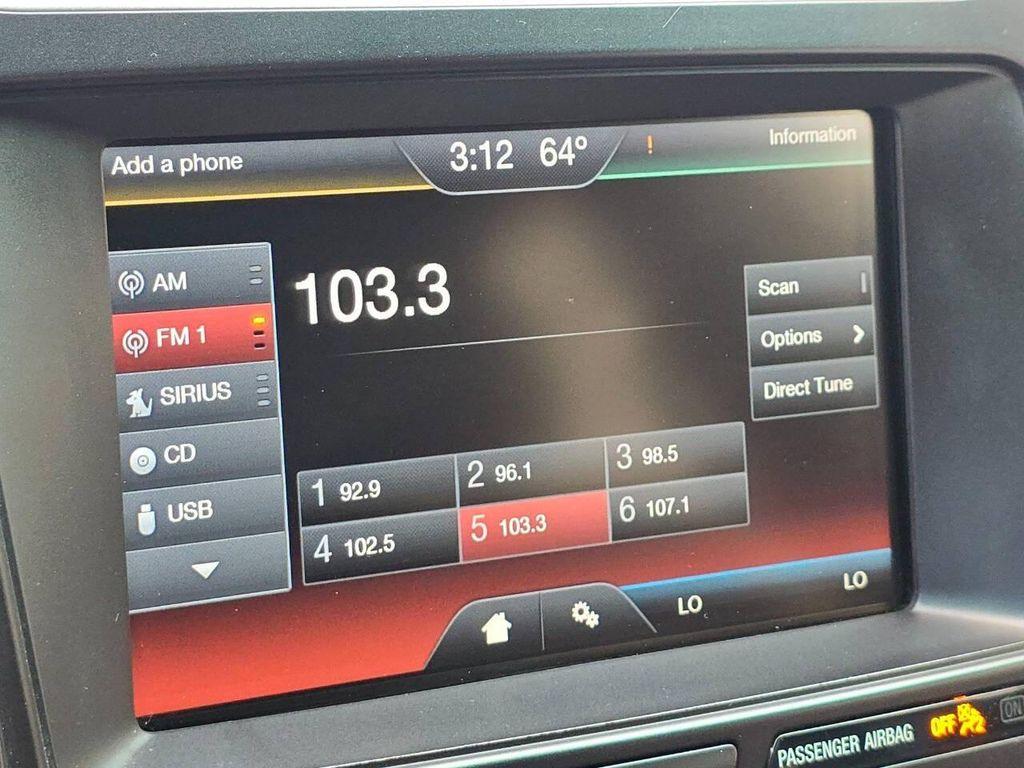 Add a phone
3:12 64°
!
Information
AM
FM 1
SIRIUS
CD
USB
103.3
Scan
Options
Direct Tune
1 92.9
2 96.1
3 98.5
4 102.5
5 103.3
6 107.1
LO
LO
PASSENGER AIRBAG OFF ON